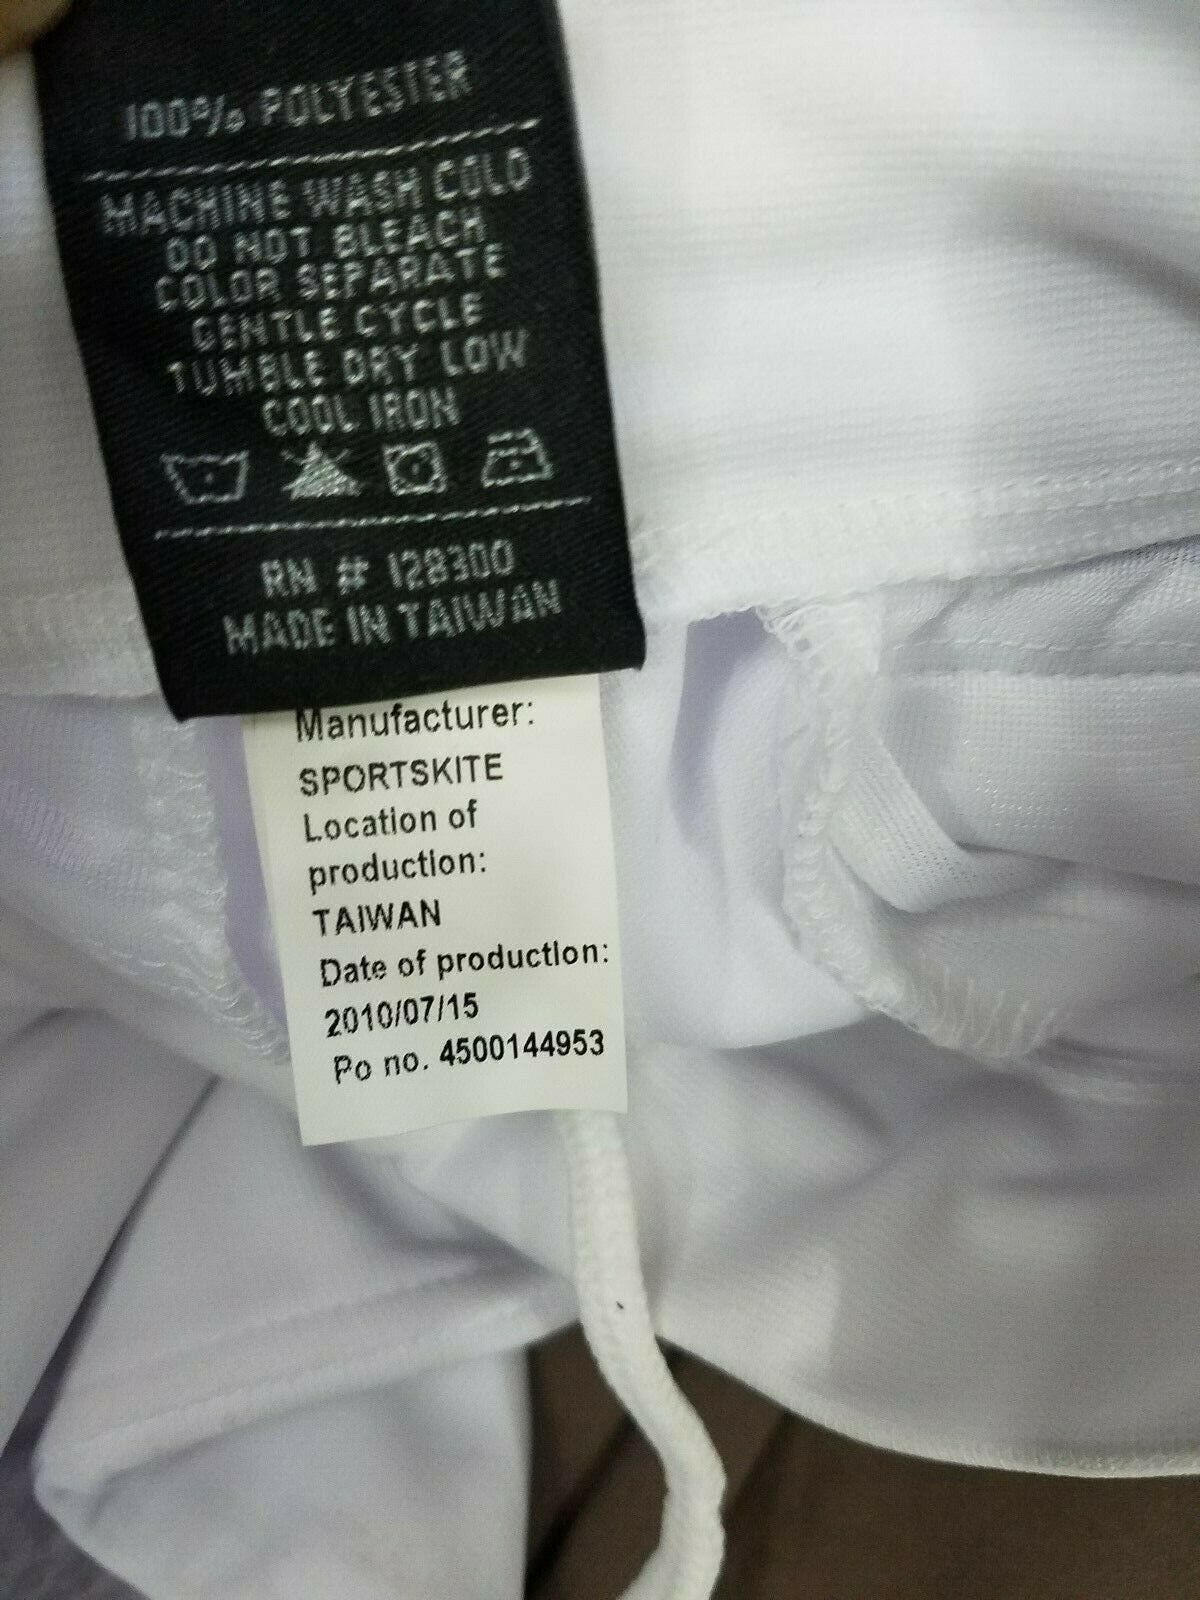 100% POLYESTER
MACHINE WASH COLD
DO NOT BLEACH
COLOR SEPARATE
GENTLE CYCLE
TUMBLE DRY LOW
COOL IRON
RN # 128300
MADE IN TAIWAN
Manufacturer:
SPORTSKITE
Location of
production:
TAIWAN
Date of production:
2010/07/15
Po no. 4500144953